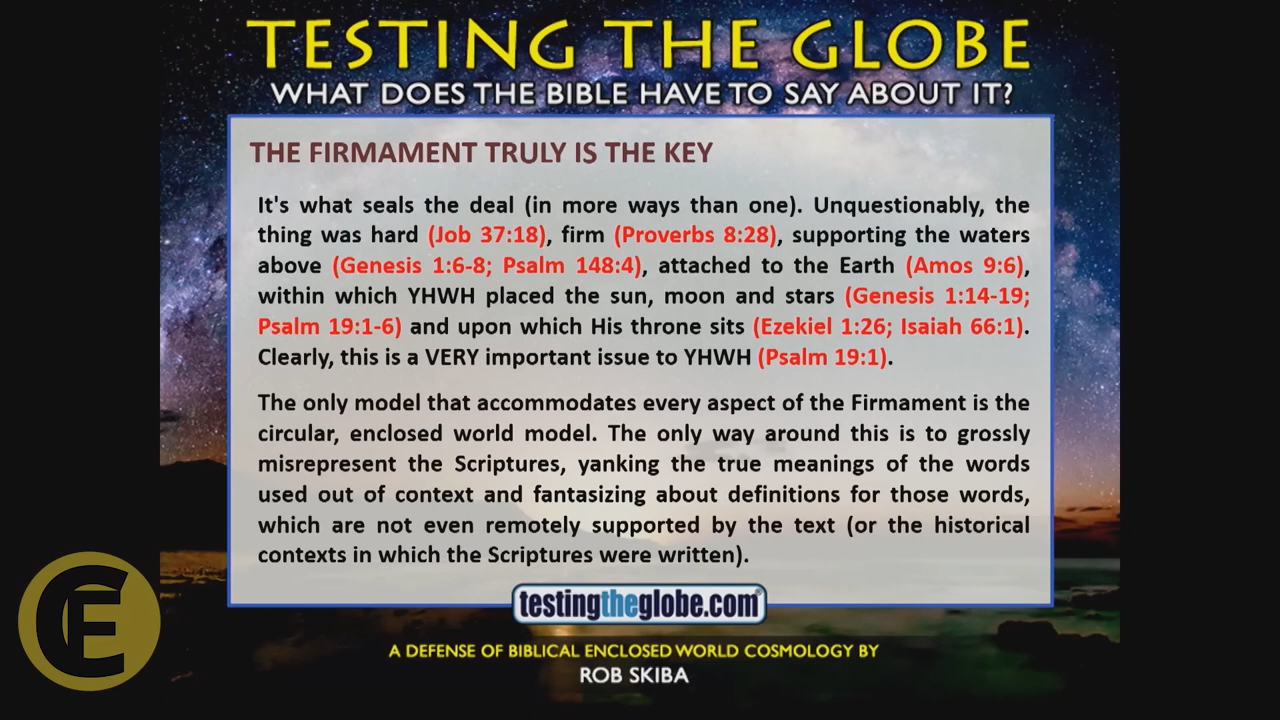 TESTING THE GLOBE
WHAT DOES THE BIBLE HAVE TO SAY ABOUT IT?
THE FIRMAMENT TRULY IS THE KEY
It's what seals the deal (in more ways than one). Unquestionably, the
thing was hard (Job 37:18), firm (Proverbs 8:28), supporting the waters
above (Genesis 1:6-8; Psalm 148:4), attached to the Earth (Amos 9:6),
within which YHWH placed the sun, moon and stars (Genesis 1:14-19;
Psalm 19:1-6) and upon which His throne sits (Ezekiel 1:26; Isaiah 66:1).
Clearly, this is a VERY important issue to YHWH (Psalm 19:1).
The only model that accommodates every aspect of the Firmament is the
circular, enclosed world model. The only way around this is to grossly
misrepresent the Scriptures, yanking the true meanings of the words
used out of context and fantasizing about definitions for those words,
which are not even remotely supported by the text (or the historical
contexts in which the Scriptures were written).
testingtheglobe.com
A DEFENSE OF BIBLICAL ENCLOSED WORLD COSMOLOGY BY
ROB SKIBA